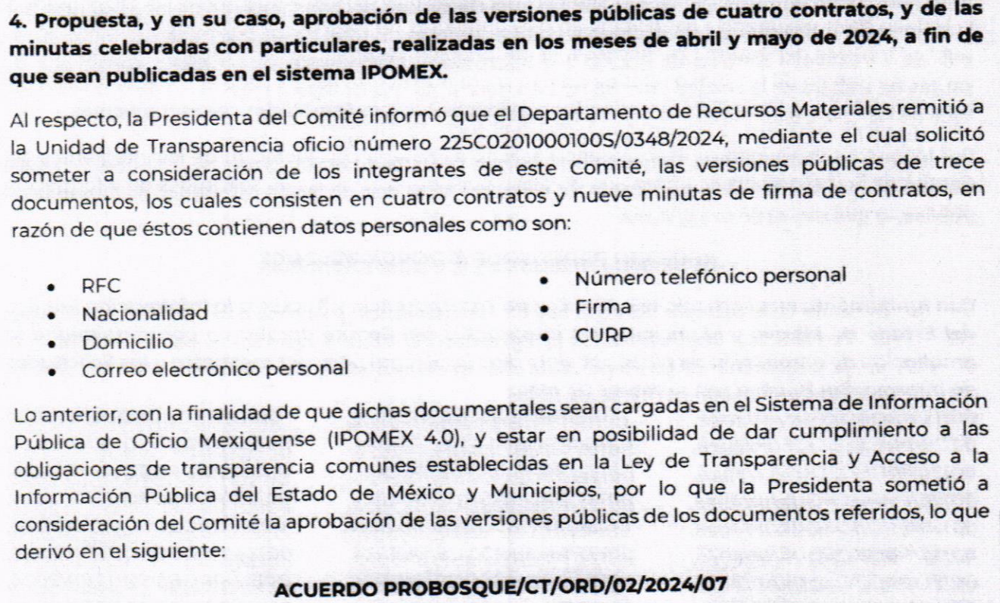 4. Propuesta, y en su caso, aprobación de las versiones públicas de cuatro contratos, y de las
minutas celebradas con particulares, realizadas en los meses de abril y mayo de 2024, a fin de
que sean publicadas en el sistema IPOMEX.
Al respecto, la Presidenta del Comité informó que el Departamento de Recursos Materiales remitió a
la Unidad de Transparencia oficio número 225C0201000100S/0348/2024, mediante el cual solicitó
someter a consideración de los integrantes de este Comité, las versiones públicas de trece
documentos, los cuales consisten en cuatro contratos y nueve minutas de firma de contratos, en
razón de que éstos contienen datos personales como son:
• RFC
• Nacionalidad
• Domicilio
• Correo electrónico personal
• Número telefónico personal
• Firma
• CURP
Lo anterior, con la finalidad de que dichas documentales sean cargadas en el Sistema de Información
Pública de Oficio Mexiquense (IPOMEX 4.0), y estar en posibilidad de dar cumplimiento a las
obligaciones de transparencia comunes establecidas en la Ley de Transparencia y Acceso a la
Información Pública del Estado de México y Municipios, por lo que la Presidenta sometió a
consideración del Comité la aprobación de las versiones públicas de los documentos referidos, lo que
derivó en el siguiente:
ACUERDO PROBOSQUE/CT/ORD/02/2024/07